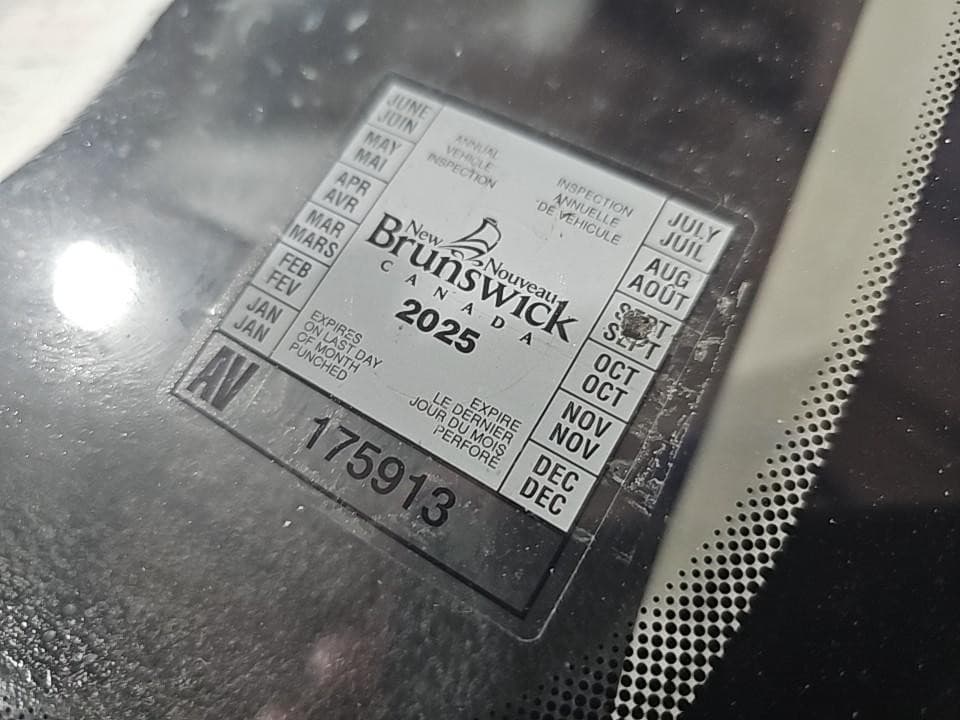 JUNE
JUIN
MAY
MAI
APR
AVR
MAR
MARS
FEB
FEV
JAN
JAN
ANNUAL
VEHICLE
INSPECTION
INSPECTION
ANNUELLE
DE VEHICULE
New Nouveau
Brunswick
CANADA
2025
EXPIRES
ON LAST DAY
OF MONTH
PUNCHED
EXPIRE
LE DERNIER
JOUR DU MOIS
PERFORÉ
JULY
JUIL
AUG
AOÛT
SEPT
SEPT
OCT
OCT
NOV
NOV
DEC
DEC
AV
175913